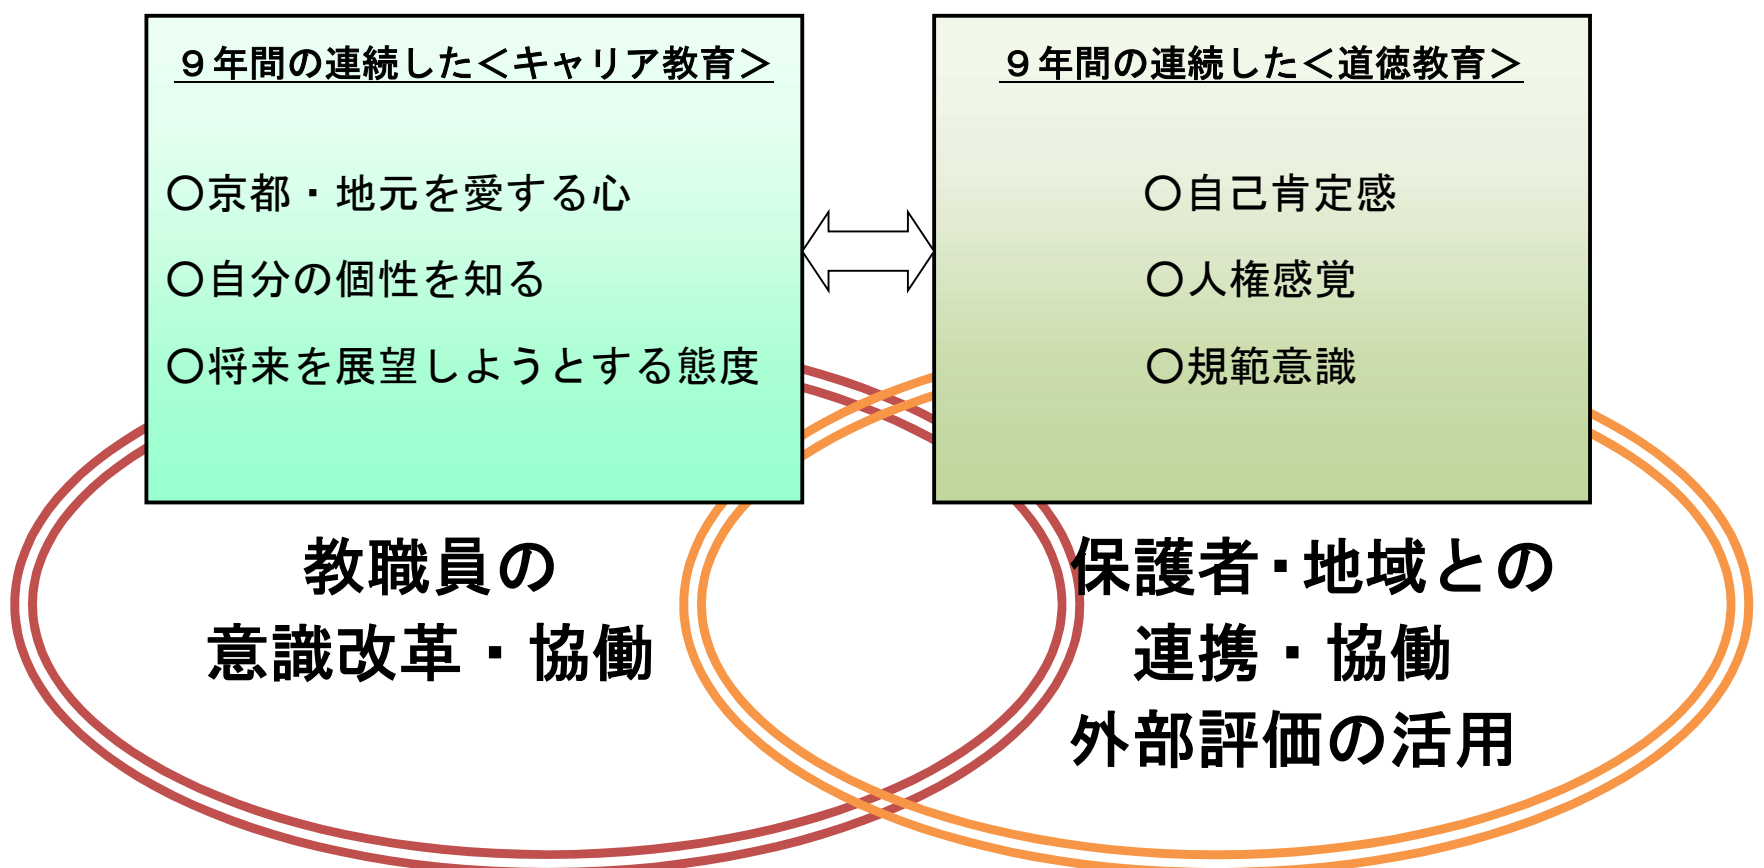 ９年間の連続した＜キャリア教育＞
〇京都・地元を愛する心
〇自分の個性を知る
〇将来を展望しようとする態度
９年間の連続した＜道徳教育＞
〇自己肯定感
〇人権感覚
〇規範意識
教職員の
意識改革・協働
保護者・地域との
連携・協働
外部評価の活用